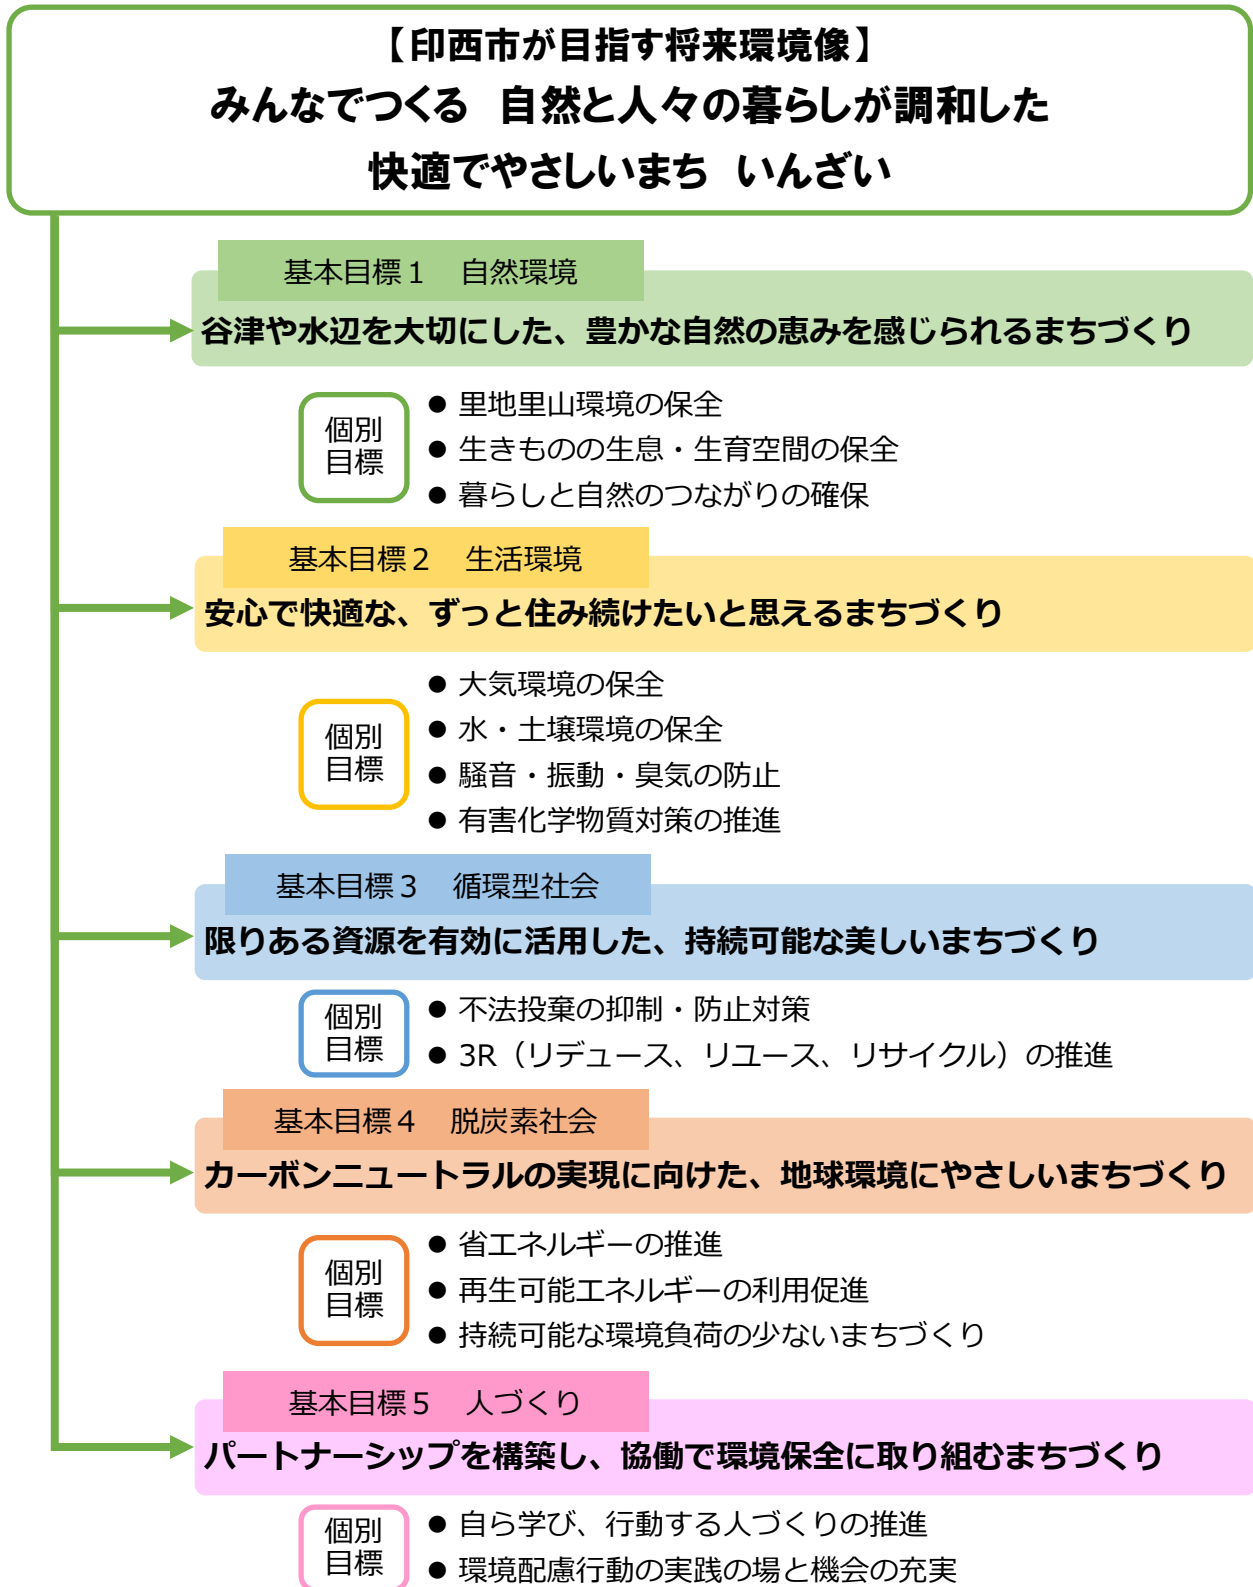 【印西市が目指す将来環境像】
みんなでつくる 自然と人々の暮らしが調和した
快適でやさしいまち いんざい
基本目標１ 自然環境
谷津や水辺を大切にした、豊かな自然の恵みを感じられるまちづくり
個別
目標
● 里地里山環境の保全
● 生きものの生息・生育空間の保全
● 暮らしと自然のつながりの確保
基本目標２ 生活環境
安心で快適な、ずっと住み続けたいと思えるまちづくり
個別
目標
● 大気環境の保全
● 水・土壌環境の保全
● 騒音・振動・臭気の防止
● 有害化学物質対策の推進
基本目標３ 循環型社会
限りある資源を有効に活用した、持続可能な美しいまちづくり
個別
目標
● 不法投棄の抑制・防止対策
● 3R（リデュース、リユース、リサイクル）の推進
基本目標４ 脱炭素社会
カーボンニュートラルの実現に向けた、地球環境にやさしいまちづくり
個別
目標
● 省エネルギーの推進
● 再生可能エネルギーの利用促進
● 持続可能な環境負荷の少ないまちづくり
基本目標５ 人づくり
パートナーシップを構築し、協働で環境保全に取り組むまちづくり
個別
目標
● 自ら学び、行動する人づくりの推進
● 環境配慮行動の実践の場と機会の充実